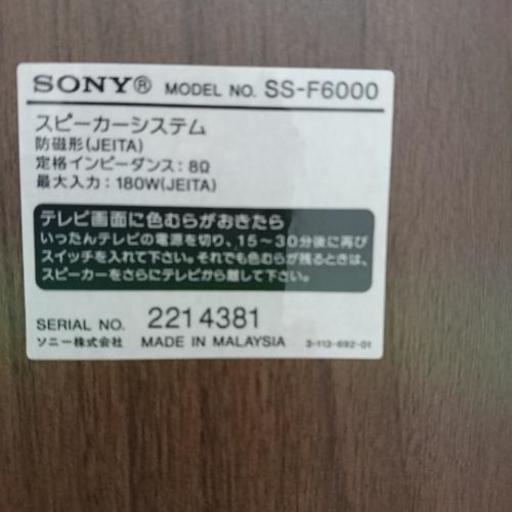 SONY® MODEL NO. SS-F6000
スピーカーシステム
防磁形(JEITA)
定格インピーダンス:8Ω
最大入力:180W(JEITA)
テレビ画面に色むらがおきたら
いったんテレビの電源を切り、15～30分後に再び
スイッチを入れて下さい。それでも色むらが残るときは、
スピーカーをさらにテレビから離して下さい。
SERIAL NO. 2214381
ソニー株式会社 MADE IN MALAYSIA 3-113-692-01